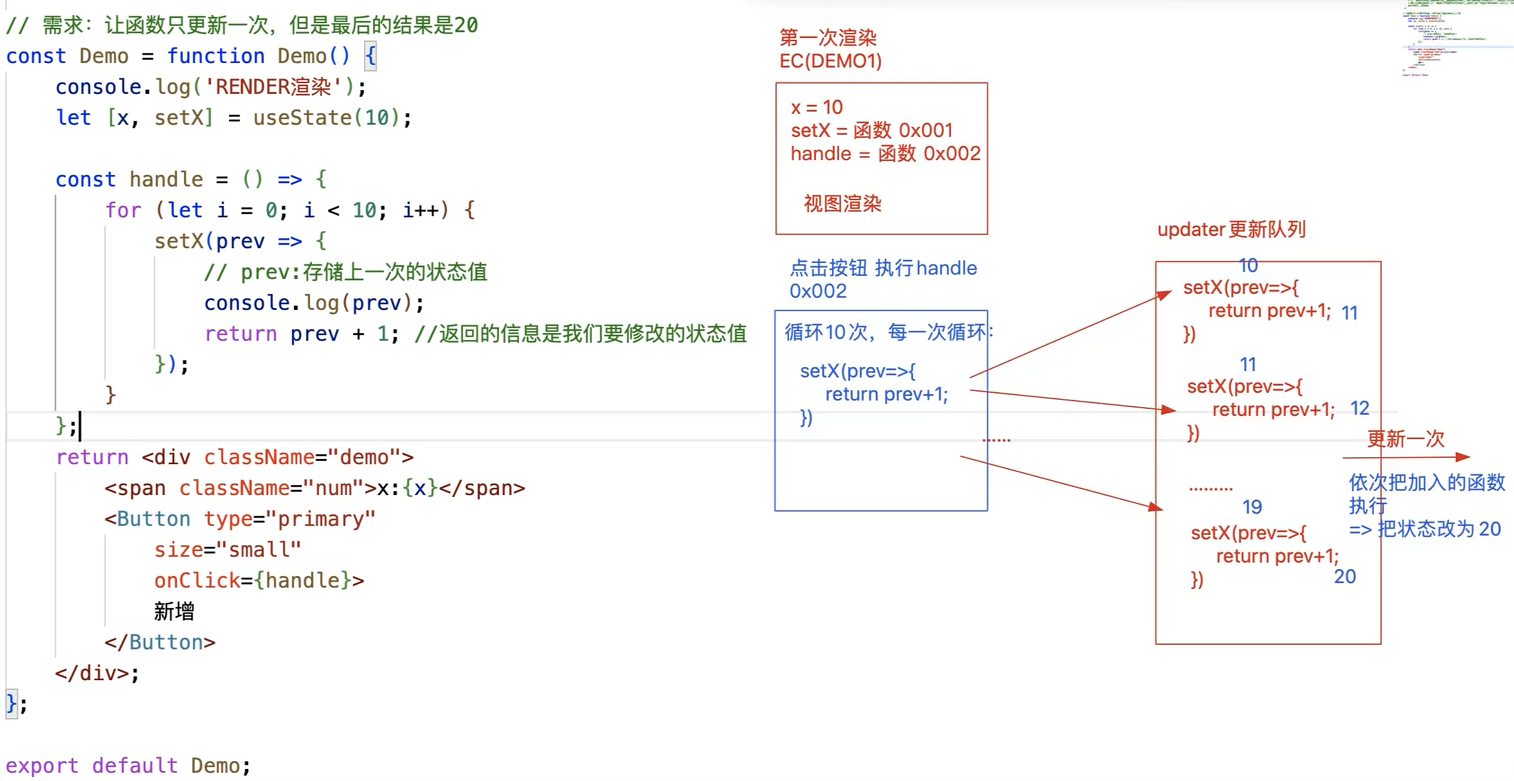 // 需求：让函数只更新一次，但是最后的结果是20
const Demo = function Demo() {
console.log('RENDER渲染');
let [x, setX] = useState(10);
const handle = () => {
for (let i = 0; i < 10; i++) {
setX(prev => {
// prev:存储上一次的状态值
console.log(prev);
return prev + 1; //返回的信息是我们要修改的状态值
});
}
};
return <div className="demo">
<span className="num">x:{x}</span>
<Button type="primary"
size="small"
onClick={handle}>
新增
</Button>
</div>;
};
export default Demo;
第一次渲染
EC(DEMO1)
x = 10
setX = 函数 0x001
handle = 函数 0x002
视图渲染
点击按钮 执行handle
0x002
循环10次，每一次循环：
setX(prev=>{
return prev+1;
})
......
updater更新队列
10
setX(prev=>{
return prev+1; 11
})
11
setX(prev=>{
return prev+1; 12
})
.........
19
setX(prev=>{
return prev+1;
})
20
更新一次
依次把加入的函数
执行
=> 把状态改为20